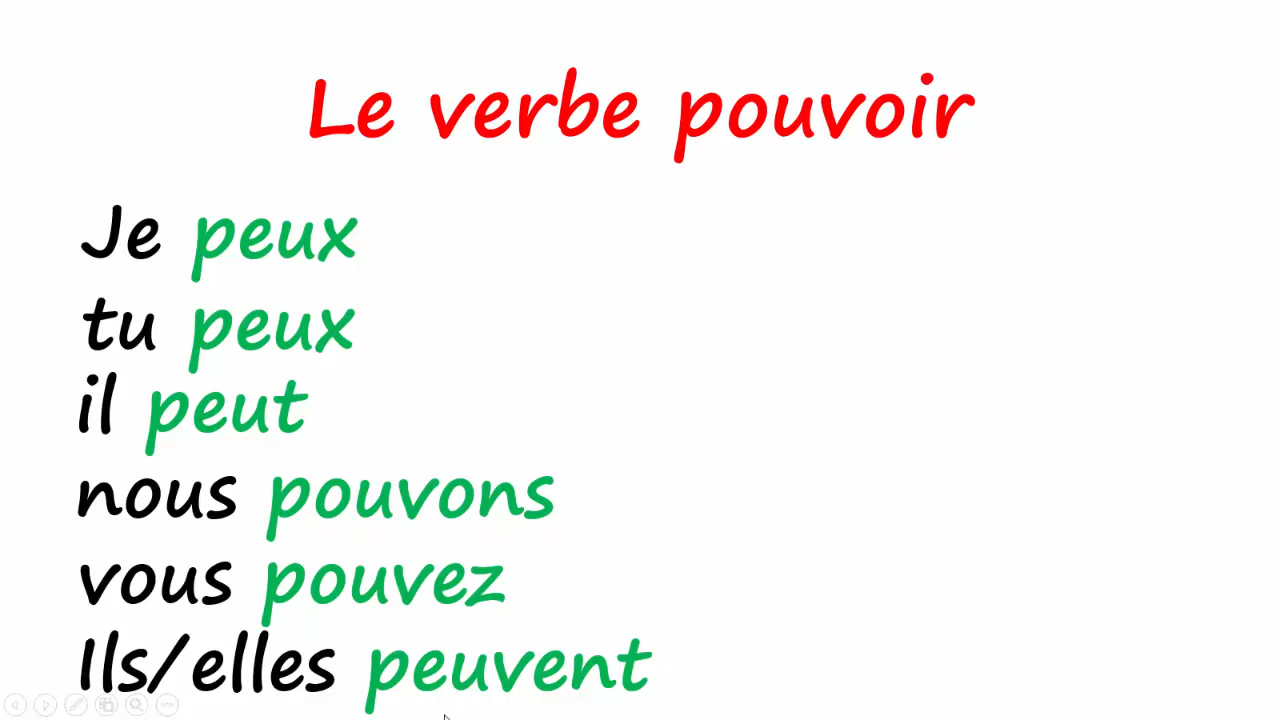 Le verbe pouvoir
Je peux
tu peux
il peut
nous pouvons
vous pouvez
Ils/elles peuvent